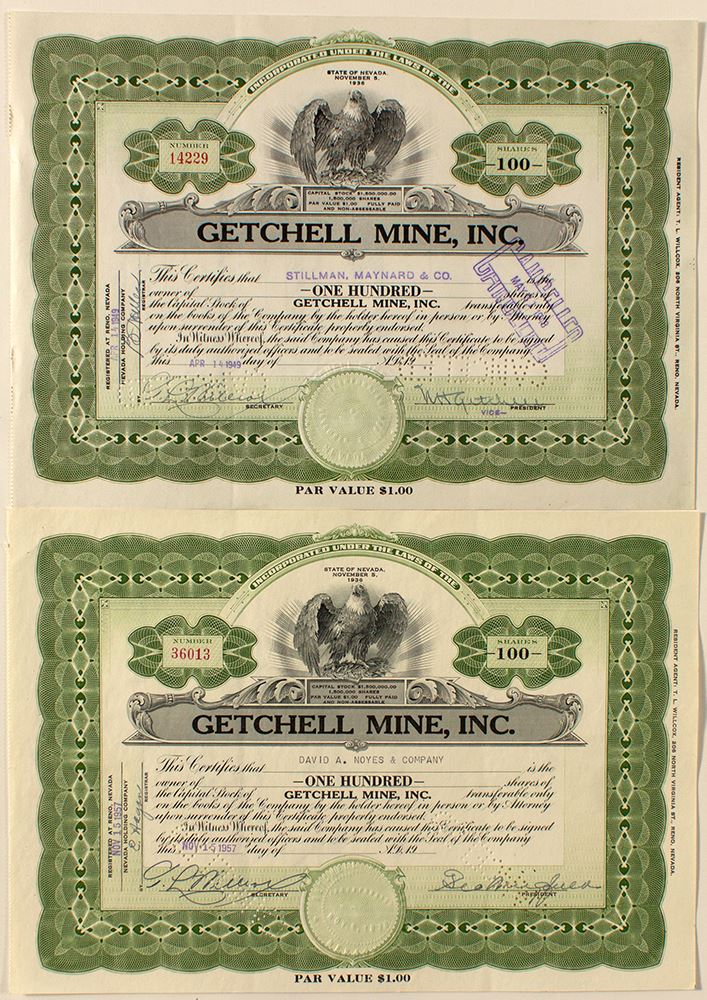 INCORPORATED UNDER THE LAWS OF THE
STATE OF NEVADA.
NOVEMBER 5,
1936
NUMBER
14229
SHARES
-100-
CAPITAL STOCK $1,500,000.00
1,500,000 SHARES
PAR VALUE $1.00 FULLY PAID
AND NON-ASSESSABLE
GETCHELL MINE, INC.
This Certifies that STILLMAN, MAYNARD & CO. is the
owner of -ONE HUNDRED- shares of
the Capital Stock of GETCHELL MINE, INC. transferable only
on the books of the Company by the holder hereof in person or by Attorney
upon surrender of this Certificate properly endorsed.
In Witness Whereof, the said Company has caused this Certificate to be signed
by its duly authorized officers and to be sealed with the Seal of the Company
this APR 14 1949 day of A.D. 19
SECRETARY
VICE- PRESIDENT
CANCELLED
REGISTERED AT RENO, NEVADA
APR 14 1949
NEVADA HOLDING COMPANY
REGISTRAR
RESIDENT AGENT: T. L. WILLCOX, 206 NORTH VIRGINIA ST., RENO, NEVADA.
PAR VALUE $1.00
INCORPORATED UNDER THE LAWS OF THE
STATE OF NEVADA.
NOVEMBER 5,
1936
NUMBER
36013
SHARES
-100-
CAPITAL STOCK $1,500,000.00
1,500,000 SHARES
PAR VALUE $1.00 FULLY PAID
AND NON-ASSESSABLE
GETCHELL MINE, INC.
This Certifies that DAVID A. NOYES & COMPANY is the
owner of -ONE HUNDRED- shares of
the Capital Stock of GETCHELL MINE, INC. transferable only
on the books of the Company by the holder hereof in person or by Attorney
upon surrender of this Certificate properly endorsed.
In Witness Whereof, the said Company has caused this Certificate to be signed
by its duly authorized officers and to be sealed with the Seal of the Company
this NOV 15 1957 day of A.D. 19
SECRETARY
PRESIDENT
REGISTERED AT RENO, NEVADA
NOV 15 1957
NEVADA HOLDING COMPANY
REGISTRAR
RESIDENT AGENT: T. L. WILLCOX, 206 NORTH VIRGINIA ST., RENO, NEVADA.
PAR VALUE $1.00